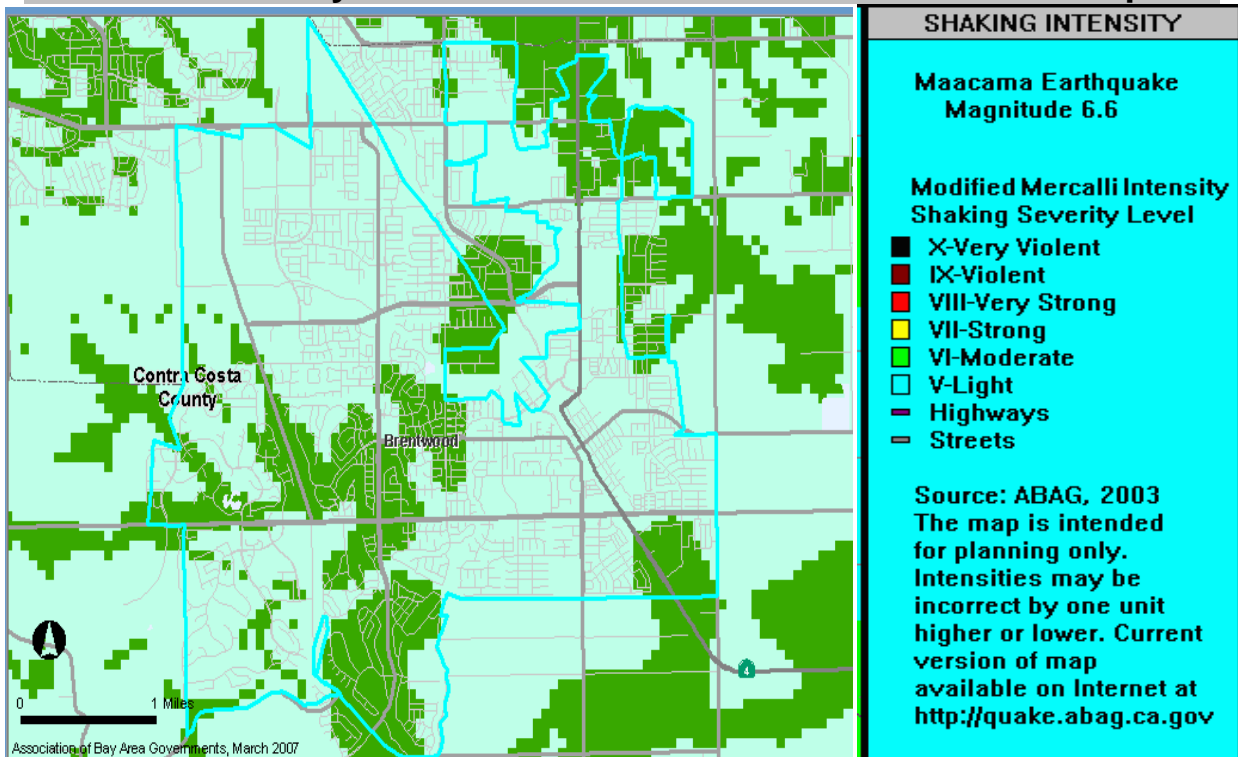 SHAKING INTENSITY
Maacama Earthquake
Magnitude 6.6
Modified Mercalli Intensity
Shaking Severity Level
X-Very Violent
IX-Violent
VIII-Very Strong
VII-Strong
VI-Moderate
V-Light
Highways
Streets
Source: ABAG, 2003
The map is intended
for planning only.
Intensities may be
incorrect by one unit
higher or lower. Current
version of map
available on Internet at
http://quake.abag.ca.gov
Contra Costa
County
Brentwood
4
0 1 Miles
Association of Bay Area Governments, March 2007